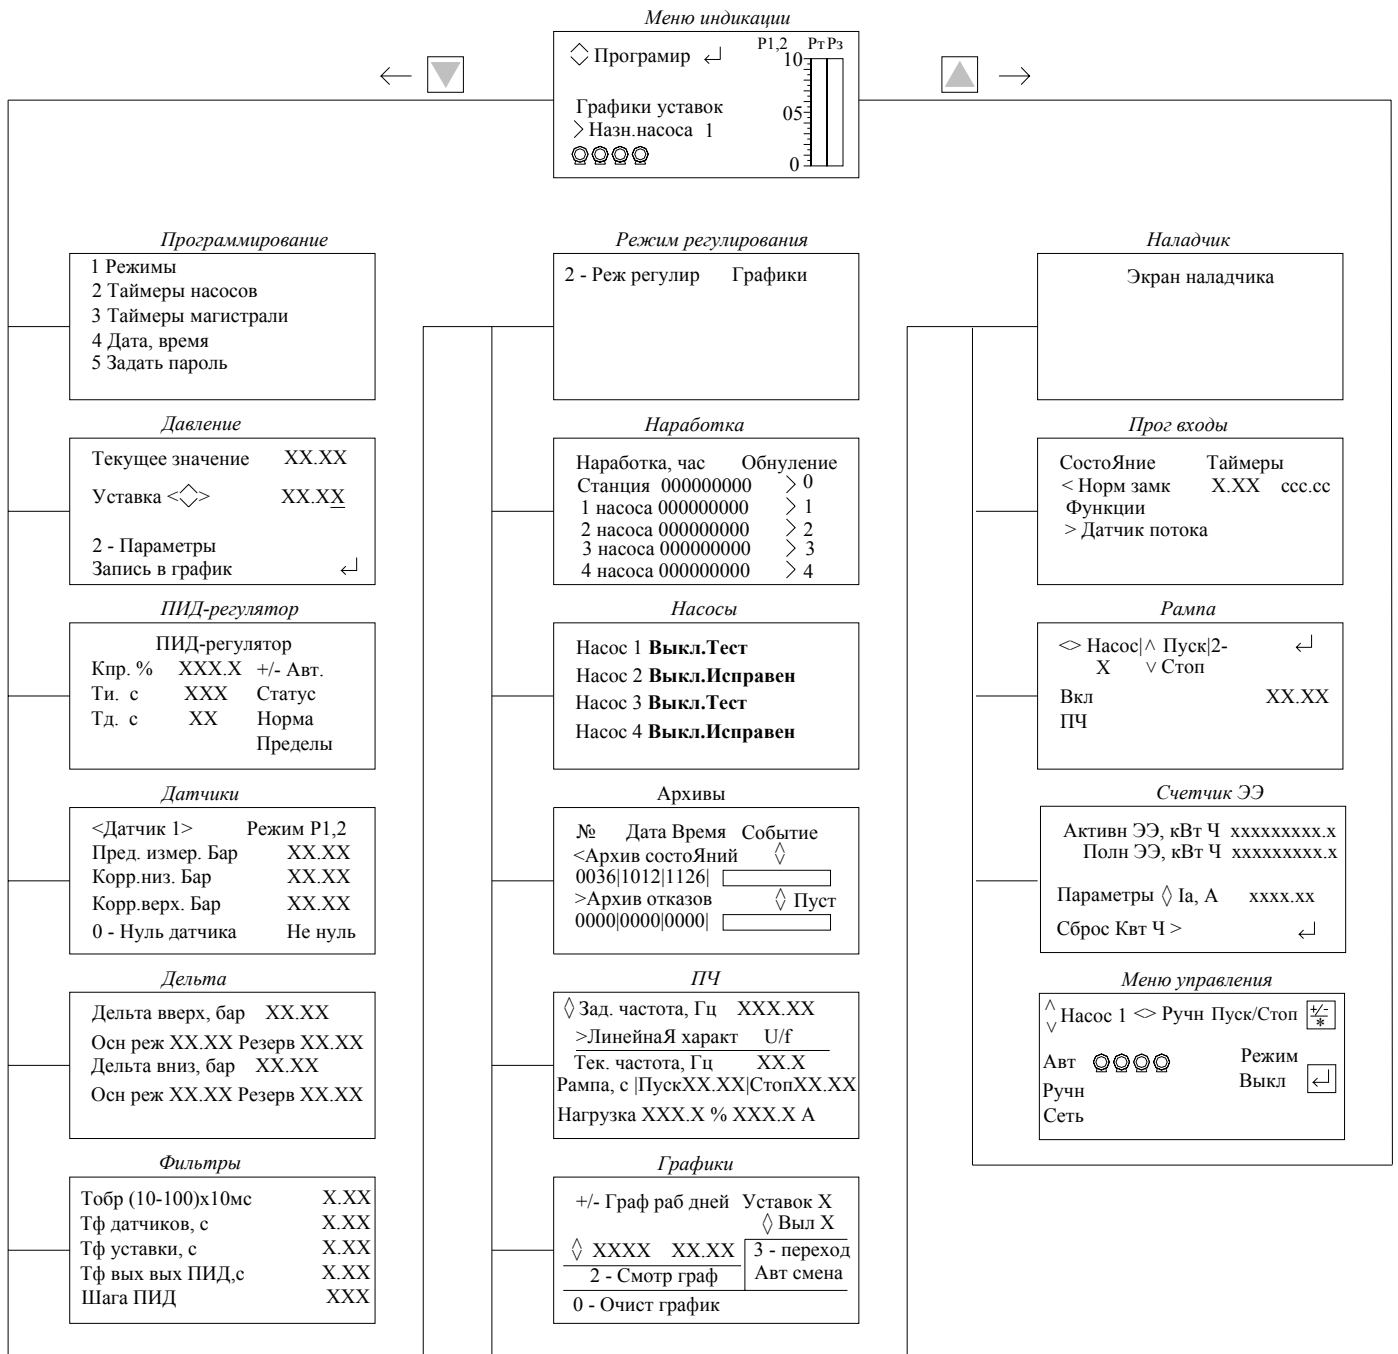 Меню индикации
Програмир
P1,2 Рт Рз
10
Графики уставок
05
>Назн.насоса 1
0
Программирование
1 Режимы
2 Таймеры насосов
3 Таймеры магистрали
4 Дата, время
5 Задать пароль
Давление
Текущее значение XX.XX
Уставка <◇> XX.XX
2 - Параметры
Запись в график ↵
ПИД-регулятор
ПИД-регулятор
Кпр. % XXX.X +/- Авт.
Ти. с XXX Статус
Тд. с XX Норма
Пределы
Датчики
<Датчик 1> Режим P1,2
Пред. измер. Бар XX.XX
Корр.низ. Бар XX.XX
Корр.верх. Бар XX.XX
0 - Нуль датчика Не нуль
Дельта
Дельта вверх, бар XX.XX
Осн реж XX.XX Резерв XX.XX
Дельта вниз, бар XX.XX
Осн реж XX.XX Резерв XX.XX
Фильтры
Тобр (10-100)х10мс X.XX
Тф датчиков, с X.XX
Тф уставки, с X.XX
Тф вых вых ПИД,с X.XX
Шага ПИД XXX
Режим регулирования
2 - Реж регулир Графики
Наработка
Наработка, час Обнуление
Станция 000000000 > 0
1 насоса 000000000 > 1
2 насоса 000000000 > 2
3 насоса 000000000 > 3
4 насоса 000000000 > 4
Насосы
Насос 1 Выкл.Тест
Насос 2 Выкл.Исправен
Насос 3 Выкл.Тест
Насос 4 Выкл.Исправен
Архивы
№ Дата Время Событие
<Архив состоЯний ◊
0036|1012|1126|
>Архив отказов ◊ Пуст
0000|0000|0000|
ПЧ
◊ Зад. частота, Гц XXX.XX
>ЛинейнаЯ характ U/f
Тек. частота, Гц XX.X
Рампа, с |ПускXX.XX|СтопXX.XX
Нагрузка XXX.X % XXX.X А
Графики
+/- Граф раб дней Уставок X
◊ Выл X
◊ XXXX XX.XX 3 - переход
2 - Смотр граф Авт смена
0 - Очист график
Наладчик
Экран наладчика
Прог входы
СостоЯние Таймеры
< Норм замк X.XX ссс.сс
Функции
> Датчик потока
Рампа
<> Насос|^ Пуск|2- ↵
X v Стоп
Вкл XX.XX
ПЧ
Счетчик ЭЭ
Активн ЭЭ, кВт Ч xxxxxxxxx.x
Полн ЭЭ, кВт Ч xxxxxxxxx.x
Параметры ◊ Ia, A xxxx.xx
Сброс Квт Ч > ↵
Меню управления
^ v Насос 1 <> Ручн Пуск/Стоп +/- *
Авт Режим
Выкл ↵
Ручн
Сеть